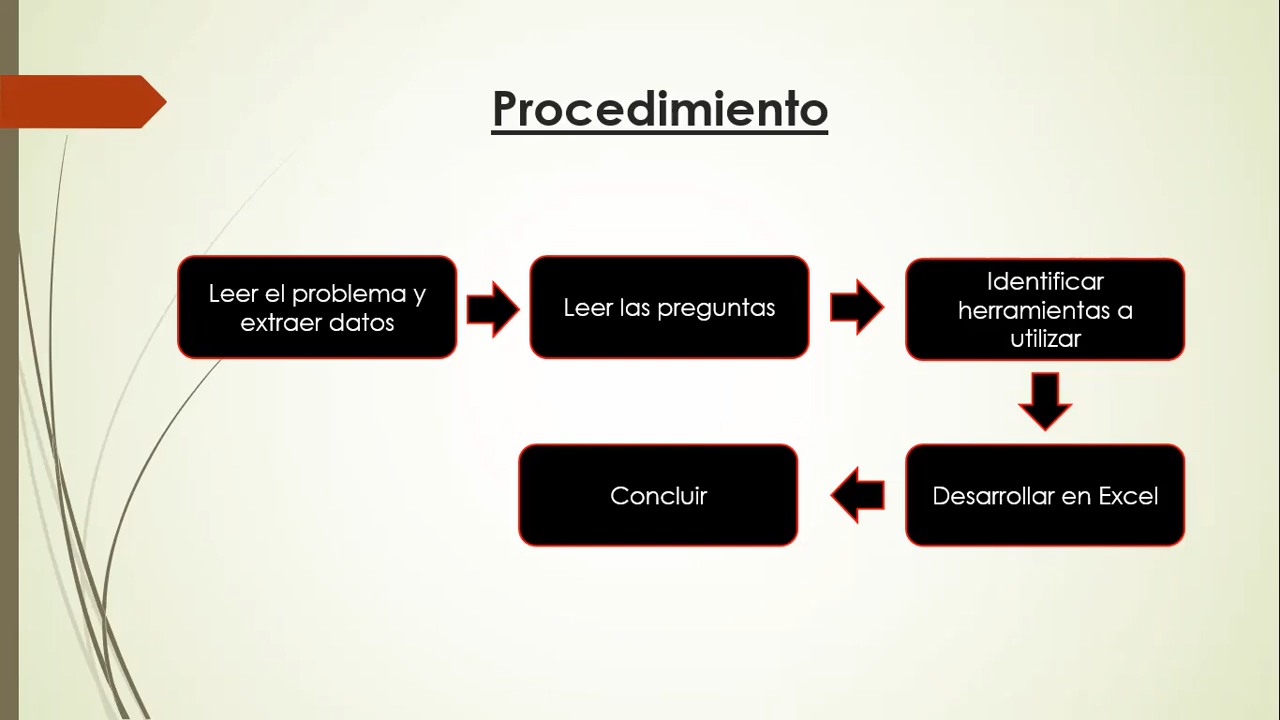 Procedimiento
Leer el problema y
extraer datos
Leer las preguntas
Identificar
herramientas a
utilizar
Desarrollar en Excel
Concluir